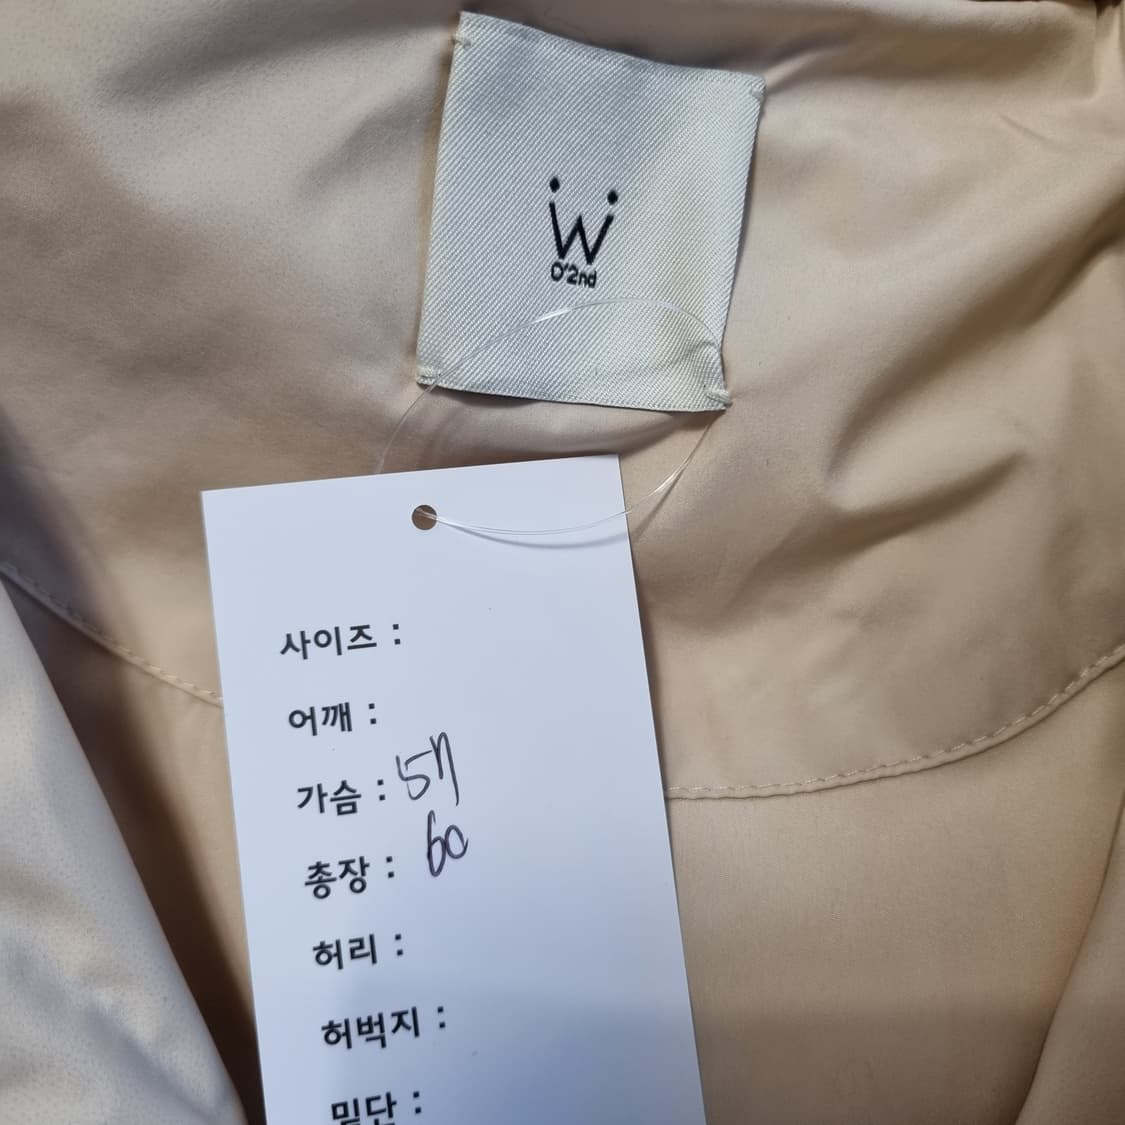 W
O'2nd
사이즈 :
어깨 :
가슴 : 57
총장 : 60
허리 :
허벅지 :
밑단 :